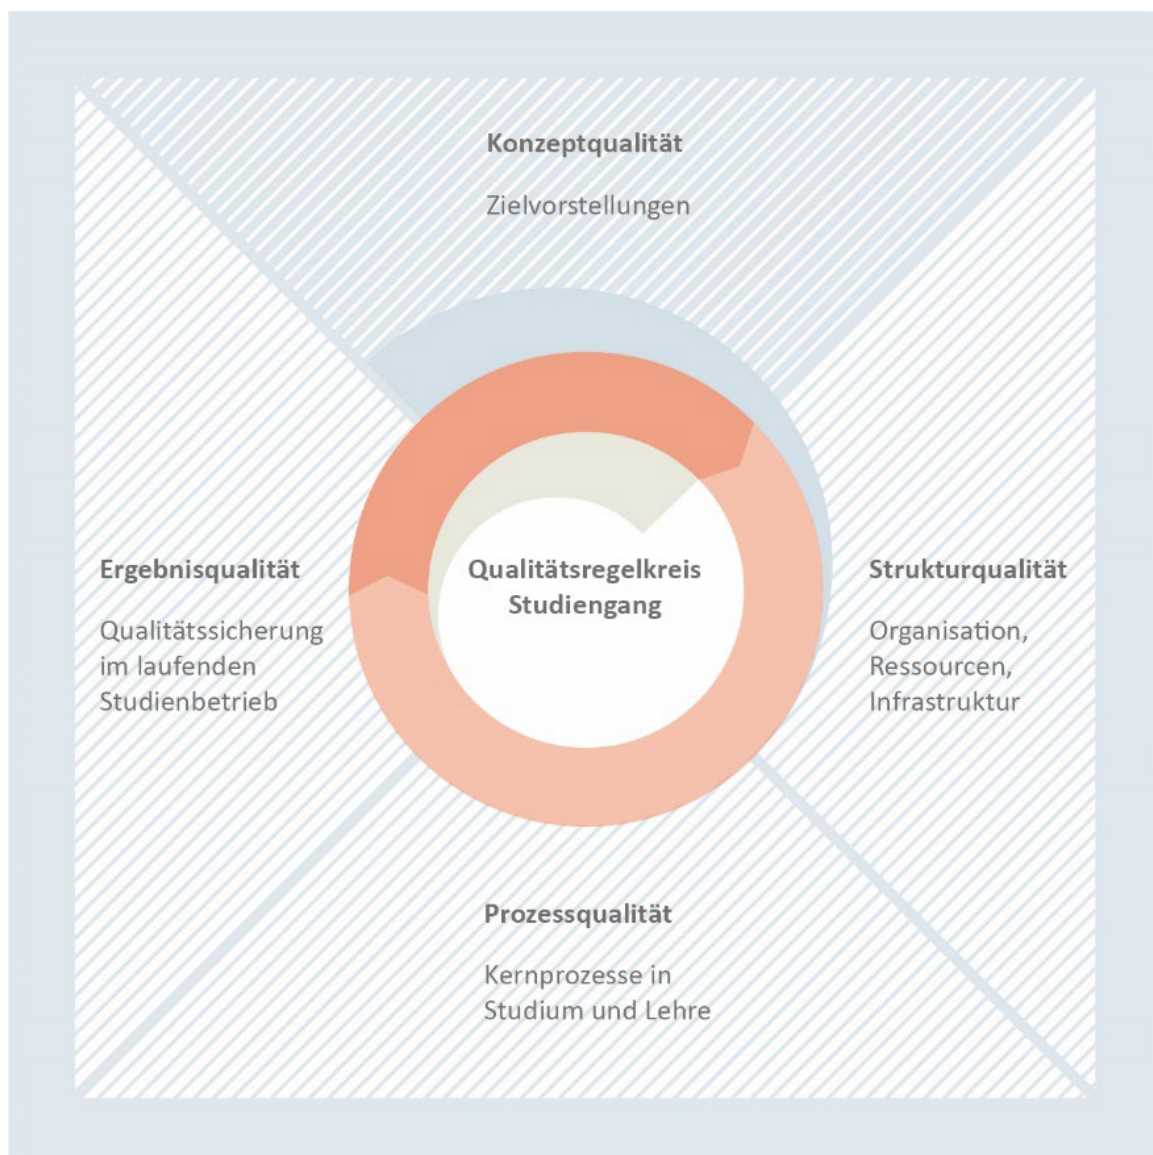 Konzeptqualität
Zielvorstellungen
Ergebnisqualität
Qualitätssicherung
im laufenden
Studienbetrieb
Qualitätsregelkreis
Studiengang
Strukturqualität
Organisation,
Ressourcen,
Infrastruktur
Prozessqualität
Kernprozesse in
Studium und Lehre